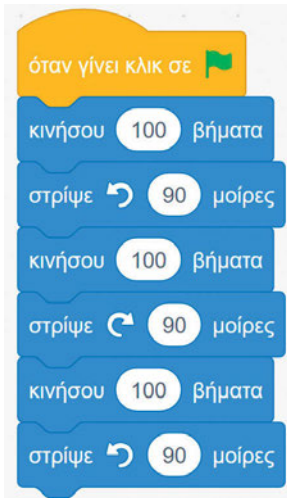 όταν γίνει κλικ σε
κινήσου 100 βήματα
στρίψε 90 μοίρες
κινήσου 100 βήματα
στρίψε 90 μοίρες
κινήσου 100 βήματα
στρίψε 90 μοίρες